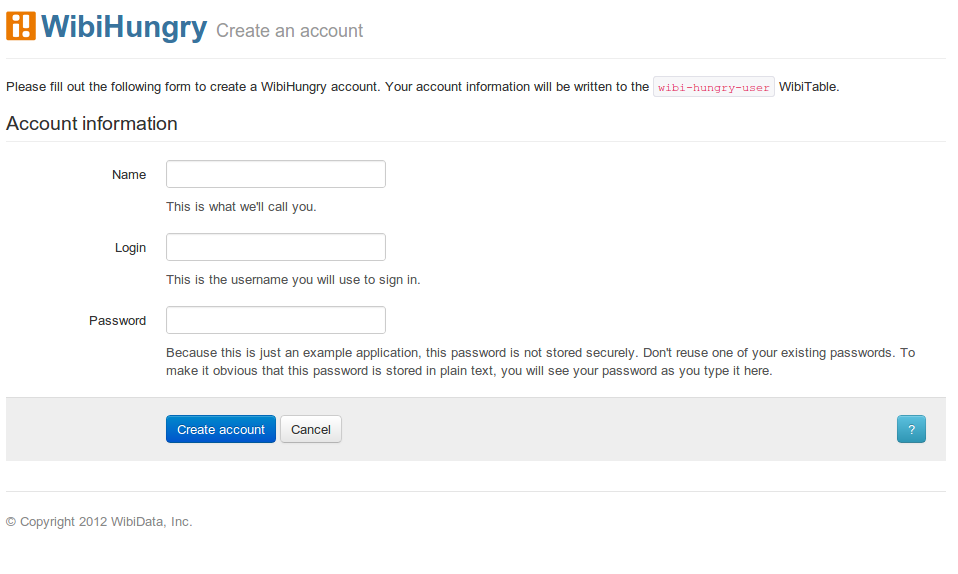 WibiHungry Create an account
Please fill out the following form to create a WibiHungry account. Your account information will be written to the wibi-hungry-user WibiTable.
Account information
Name
This is what we'll call you.
Login
This is the username you will use to sign in.
Password
Because this is just an example application, this password is not stored securely. Don't reuse one of your existing passwords. To
make it obvious that this password is stored in plain text, you will see your password as you type it here.
Create account Cancel ?
© Copyright 2012 WibiData, Inc.